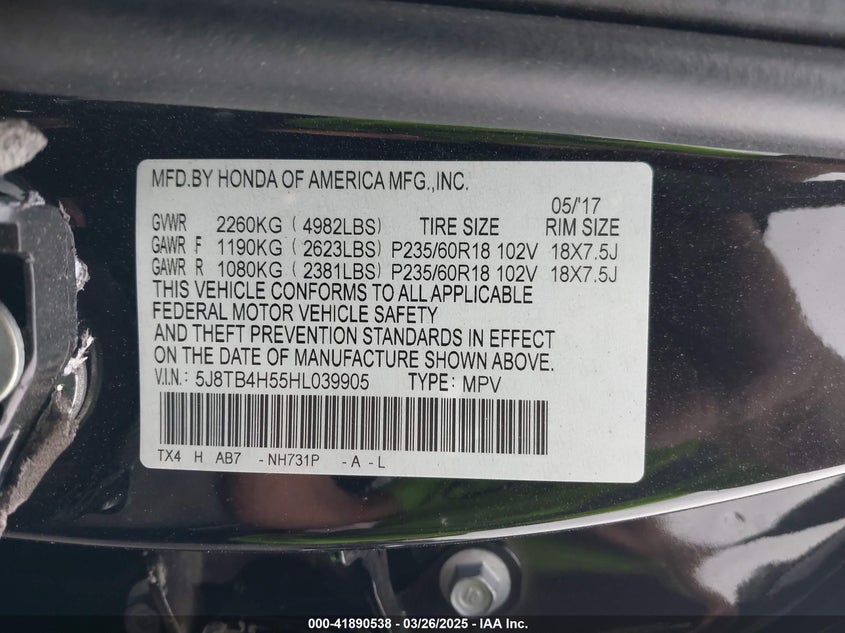 MFD.BY HONDA OF AMERICA MFG.,INC.
05/'17
GVWR 2260KG ( 4982LBS) TIRE SIZE RIM SIZE
GAWR F 1190KG ( 2623LBS) P235/60R18 102V 18X7.5J
GAWR R 1080KG ( 2381LBS) P235/60R18 102V 18X7.5J
THIS VEHICLE CONFORMS TO ALL APPLICABLE
FEDERAL MOTOR VEHICLE SAFETY
AND THEFT PREVENTION STANDARDS IN EFFECT
ON THE DATE OF MANUFACTURE SHOWN ABOVE.
V.I.N.: 5J8TB4H55HL039905 TYPE: MPV
TX4 H AB7 - NH731P - A - L
000-41890538 - 03/26/2025 - IAA Inc.